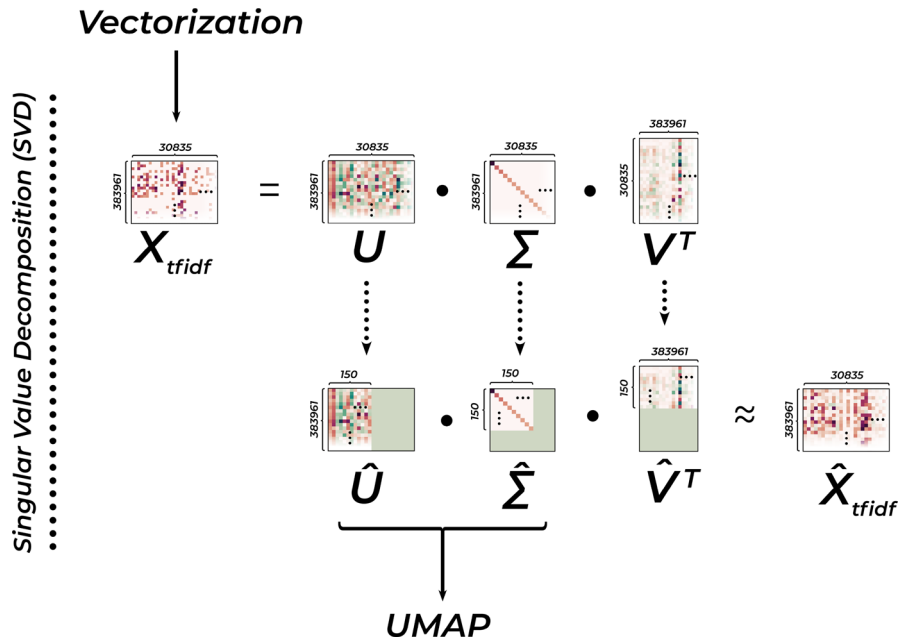 Vectorization
Singular Value Decomposition (SVD)
30835
383961
X tfidf
=
30835
383961
U
•
30835
383961
Σ
•
383961
30835
V T
150
383961
Û
•
150
150
Σ̂
•
383961
150
V̂ T
≈
30835
383961
X̂ tfidf
UMAP